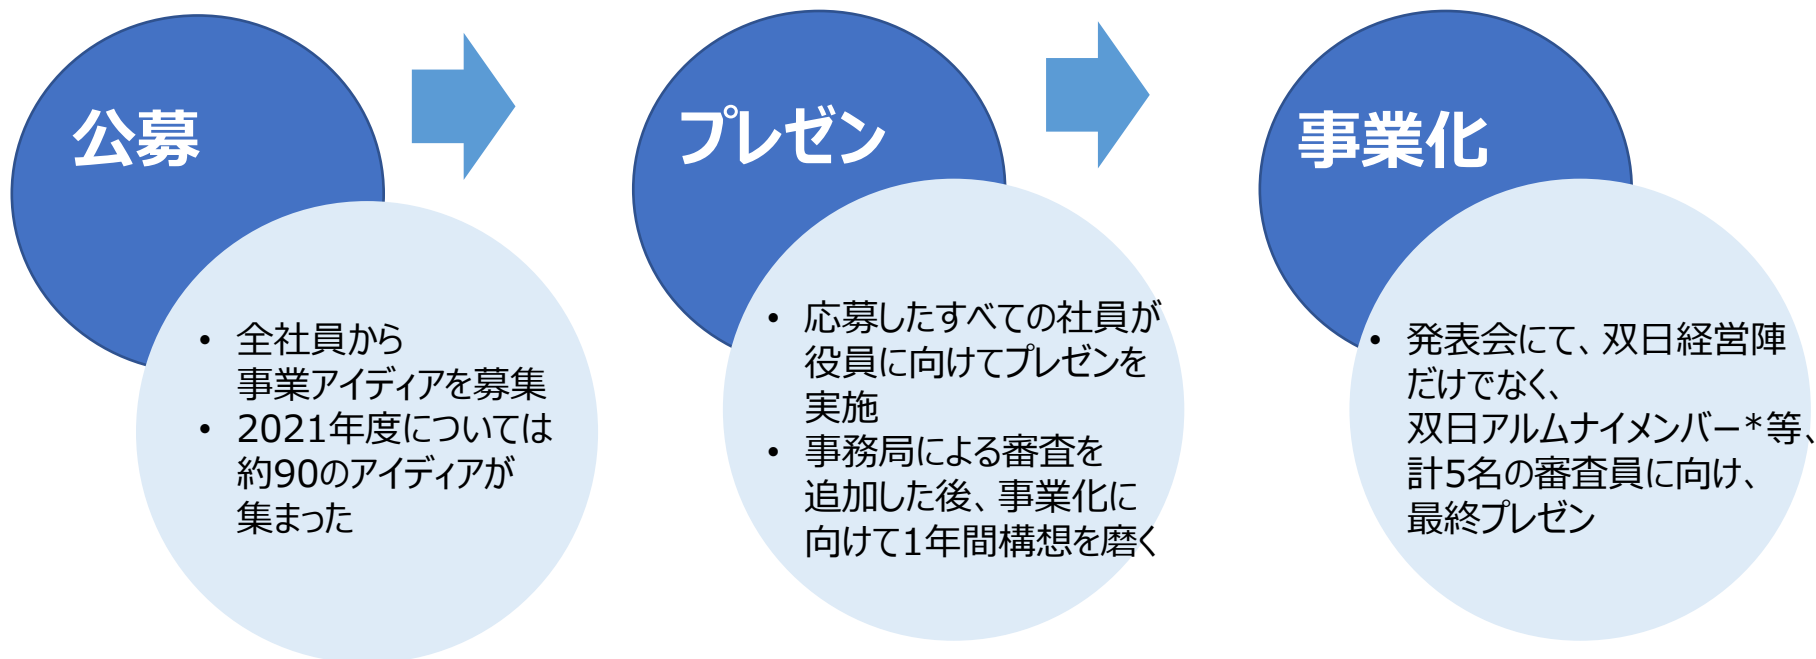 公募
• 全社員から
事業アイディアを募集
• 2021年度については
約90のアイディアが
集まった
プレゼン
• 応募したすべての社員が
役員に向けてプレゼンを
実施
• 事務局による審査を
追加した後、事業化に
向けて1年間構想を磨く
事業化
• 発表会にて、双日経営陣
だけでなく、
双日アルムナイメンバー*等、
計5名の審査員に向け、
最終プレゼン